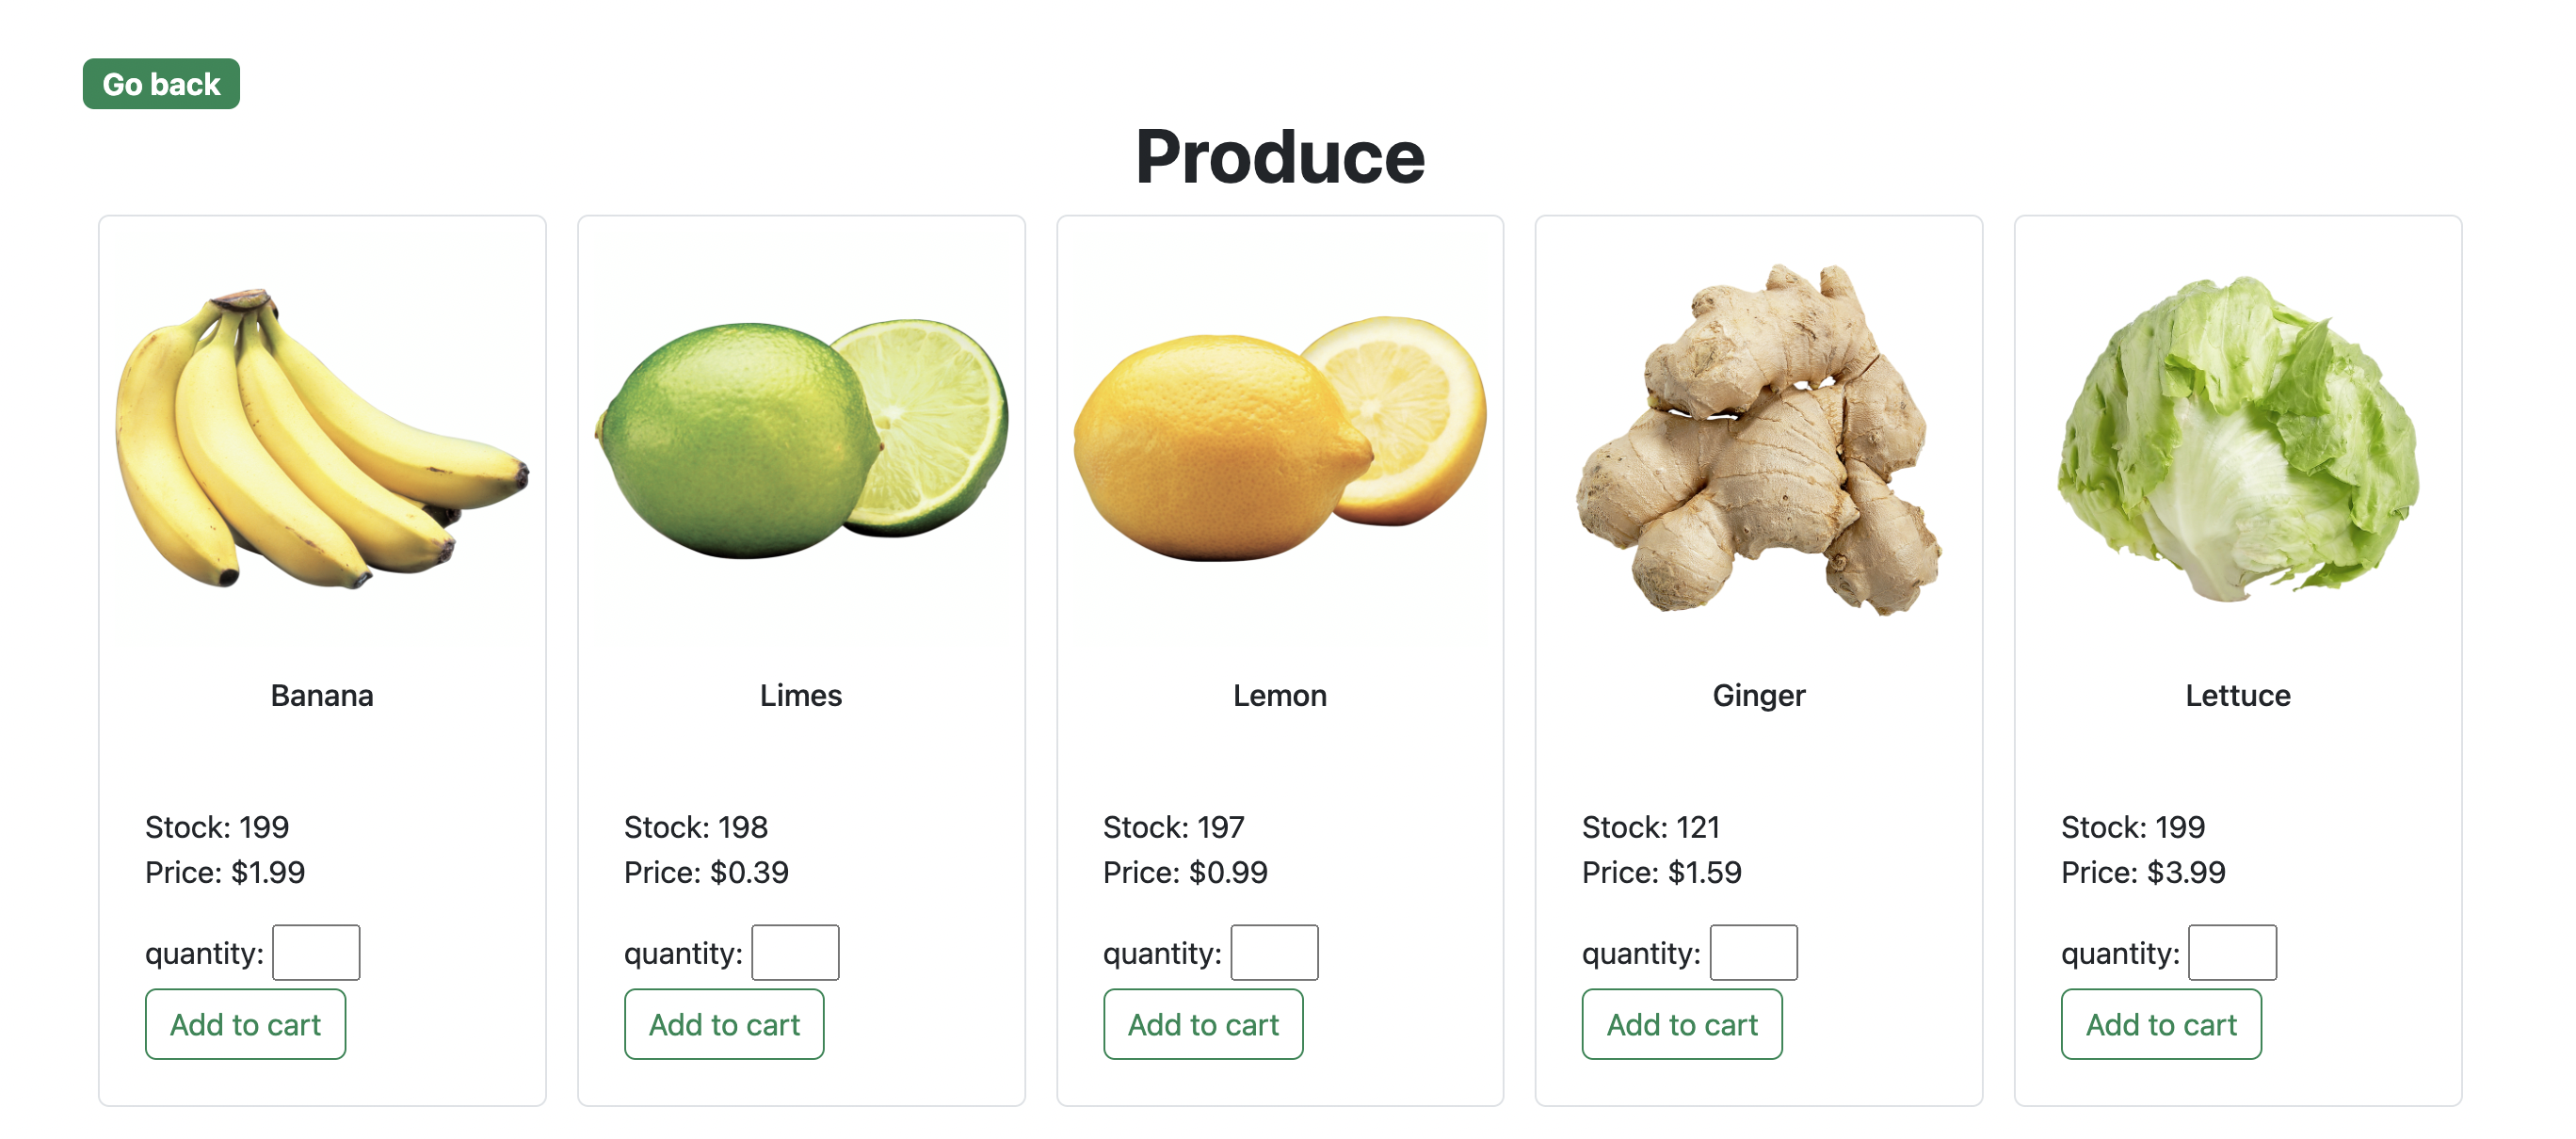 Go back
Produce
Banana
Stock: 199
Price: $1.99
quantity:
Add to cart
Limes
Stock: 198
Price: $0.39
quantity:
Add to cart
Lemon
Stock: 197
Price: $0.99
quantity:
Add to cart
Ginger
Stock: 121
Price: $1.59
quantity:
Add to cart
Lettuce
Stock: 199
Price: $3.99
quantity:
Add to cart